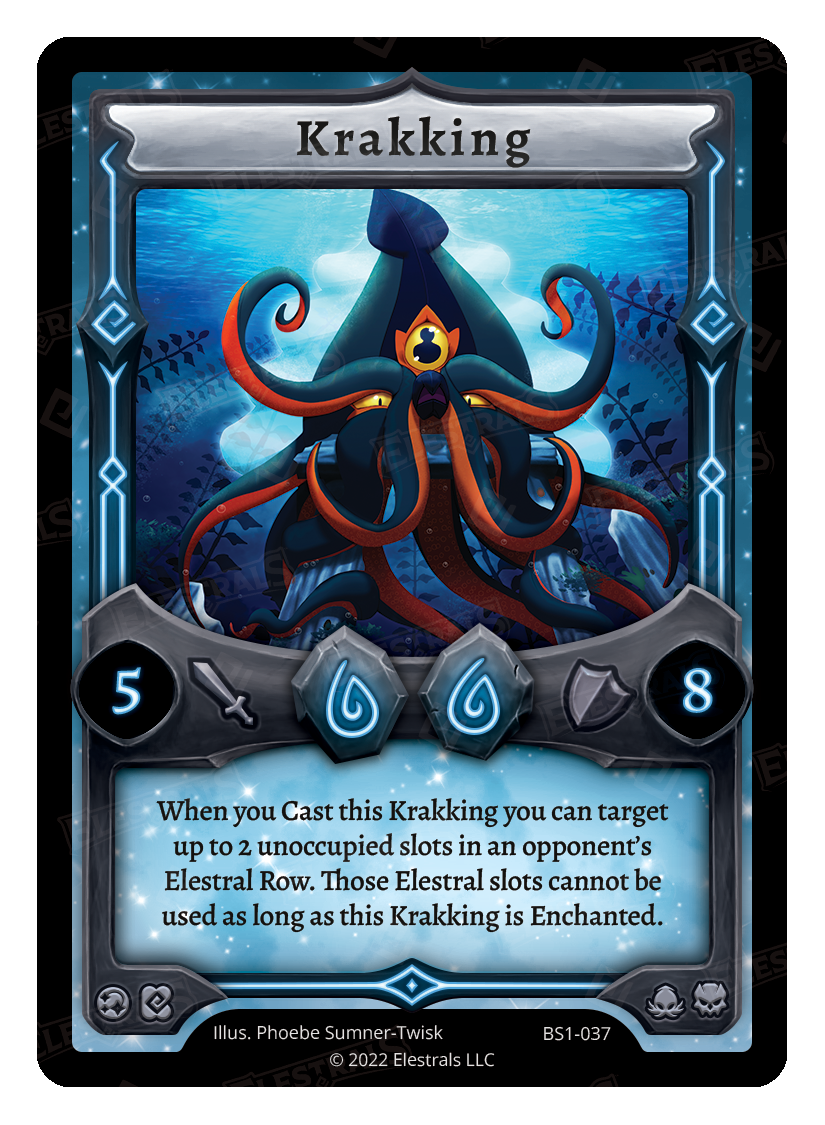 Krakking
5
8
When you Cast this Krakking you can target
up to 2 unoccupied slots in an opponent's
Elestral Row. Those Elestral slots cannot be
used as long as this Krakking is Enchanted.
Illus. Phoebe Sumner-Twisk
BS1-037
© 2022 Elestrals LLC